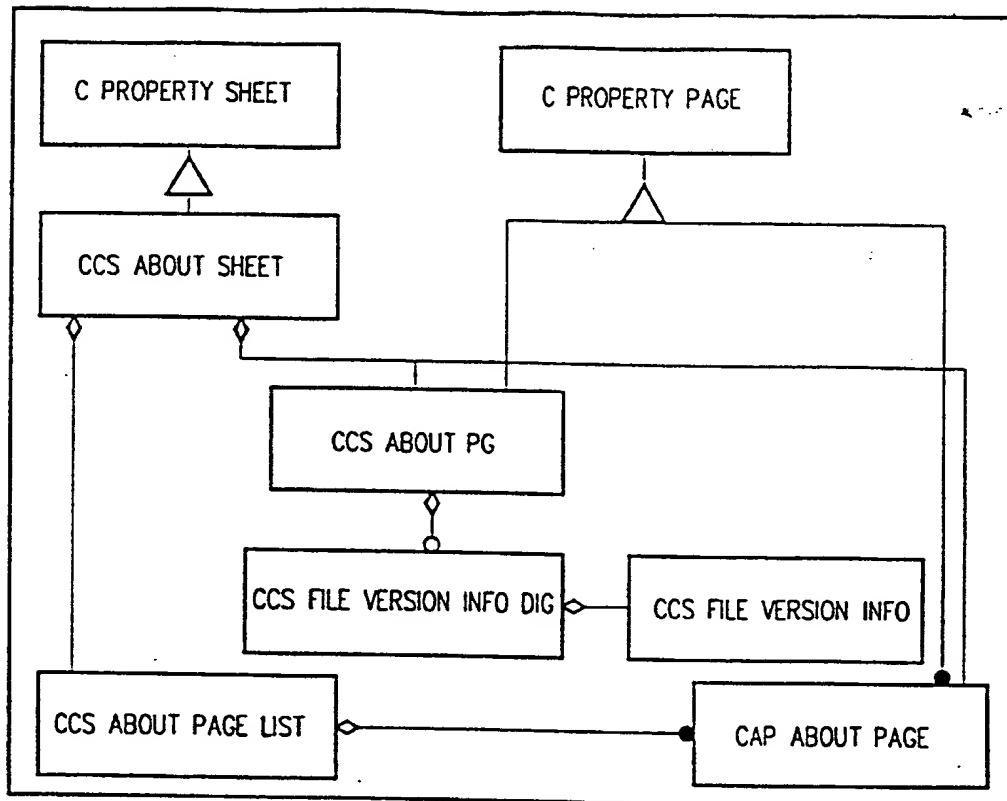 C PROPERTY SHEET
C PROPERTY PAGE
CCS ABOUT SHEET
CCS ABOUT PG
CCS FILE VERSION INFO DIG
CCS FILE VERSION INFO
CCS ABOUT PAGE LIST
CAP ABOUT PAGE